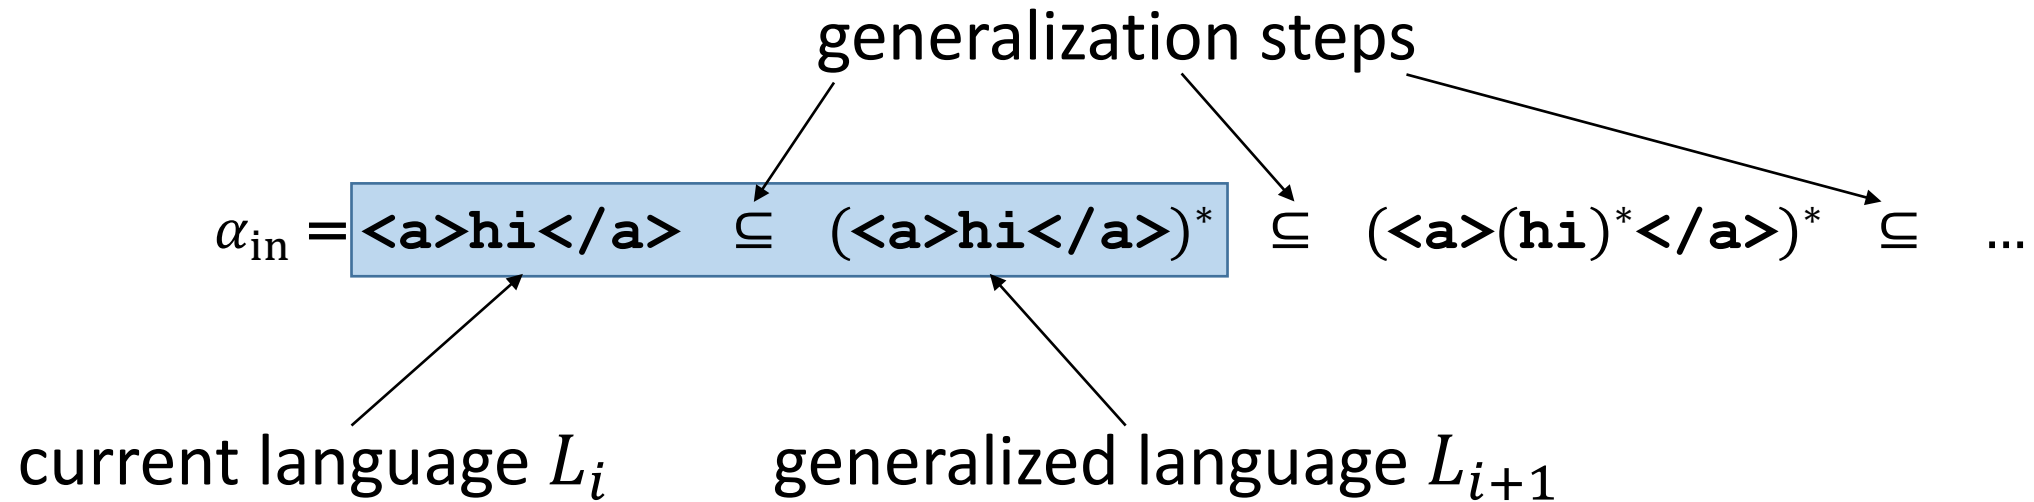 generalization steps
α_in = <a>hi</a> ⊆ (<a>hi</a>)* ⊆ (<a>(hi)*</a>)* ⊆ ...
current language L_i generalized language L_{i+1}